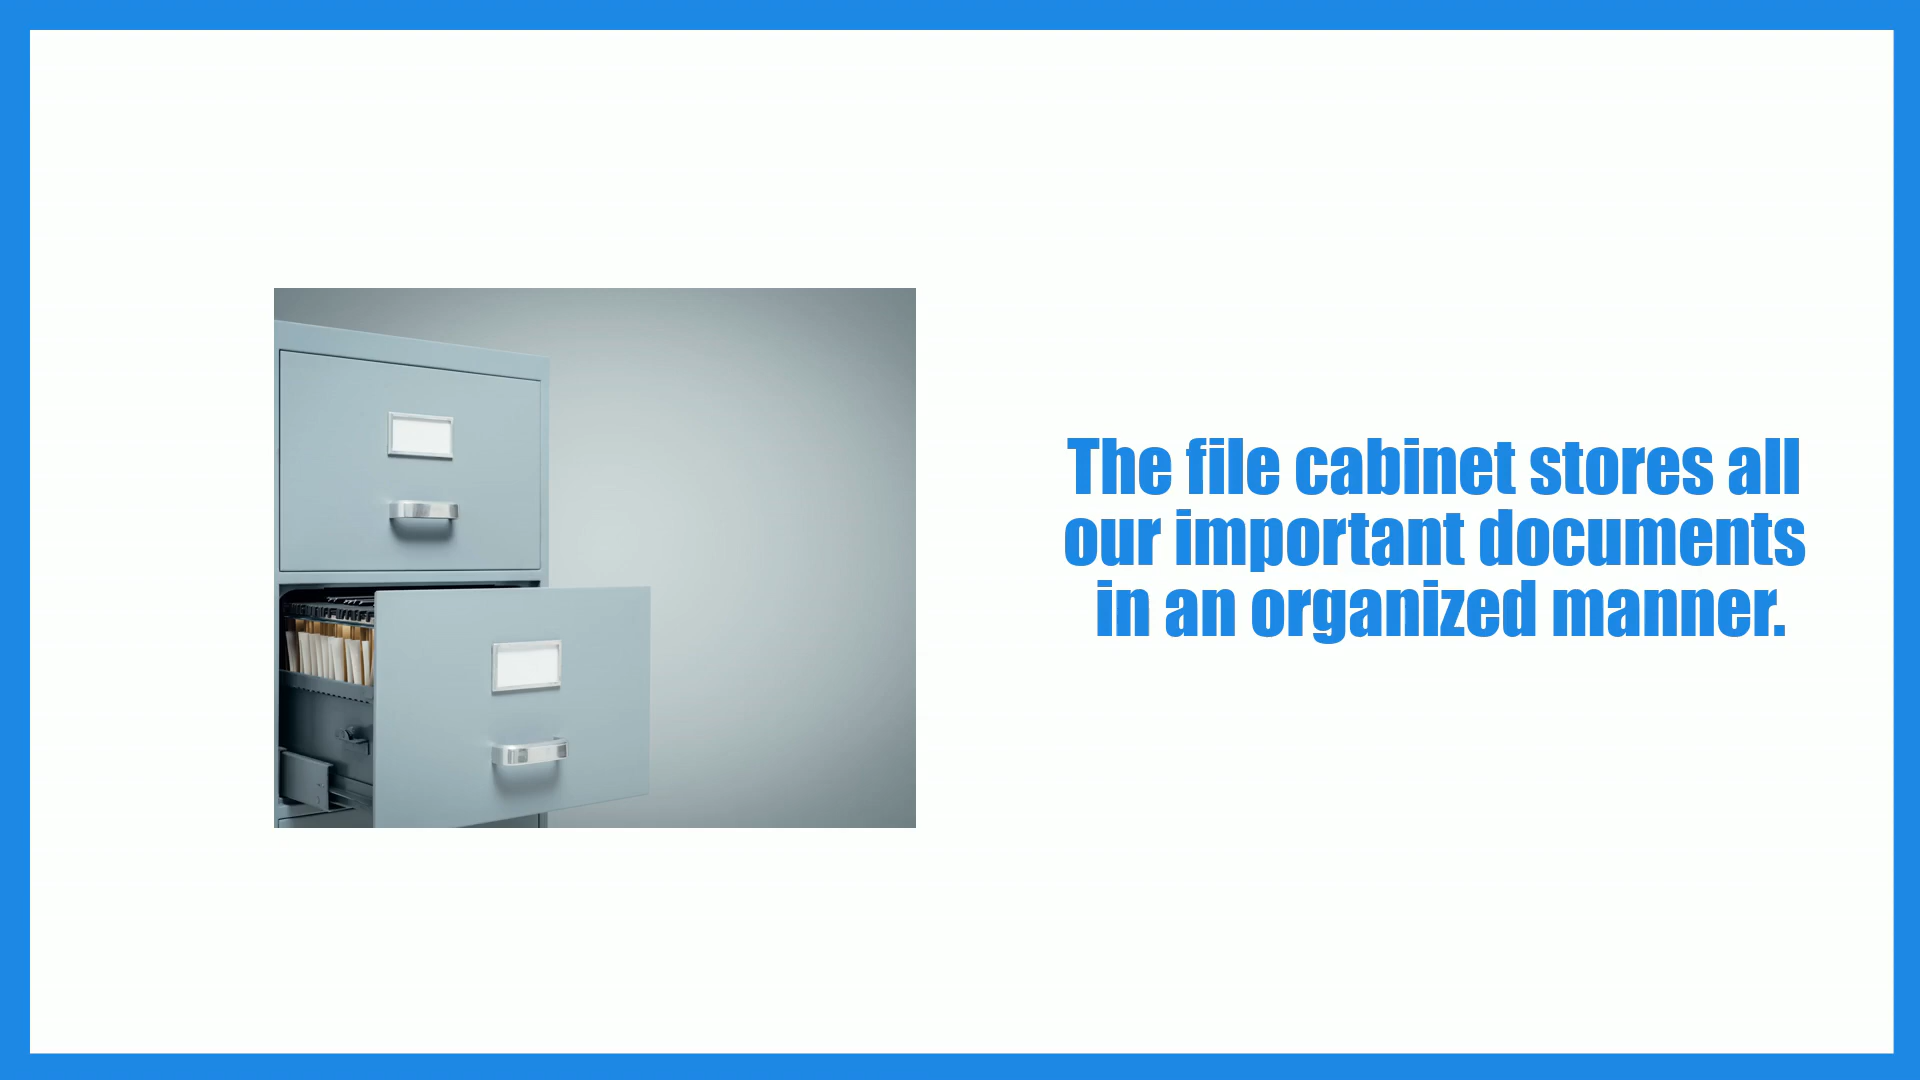 The file cabinet stores all
our important documents
in an organized manner.